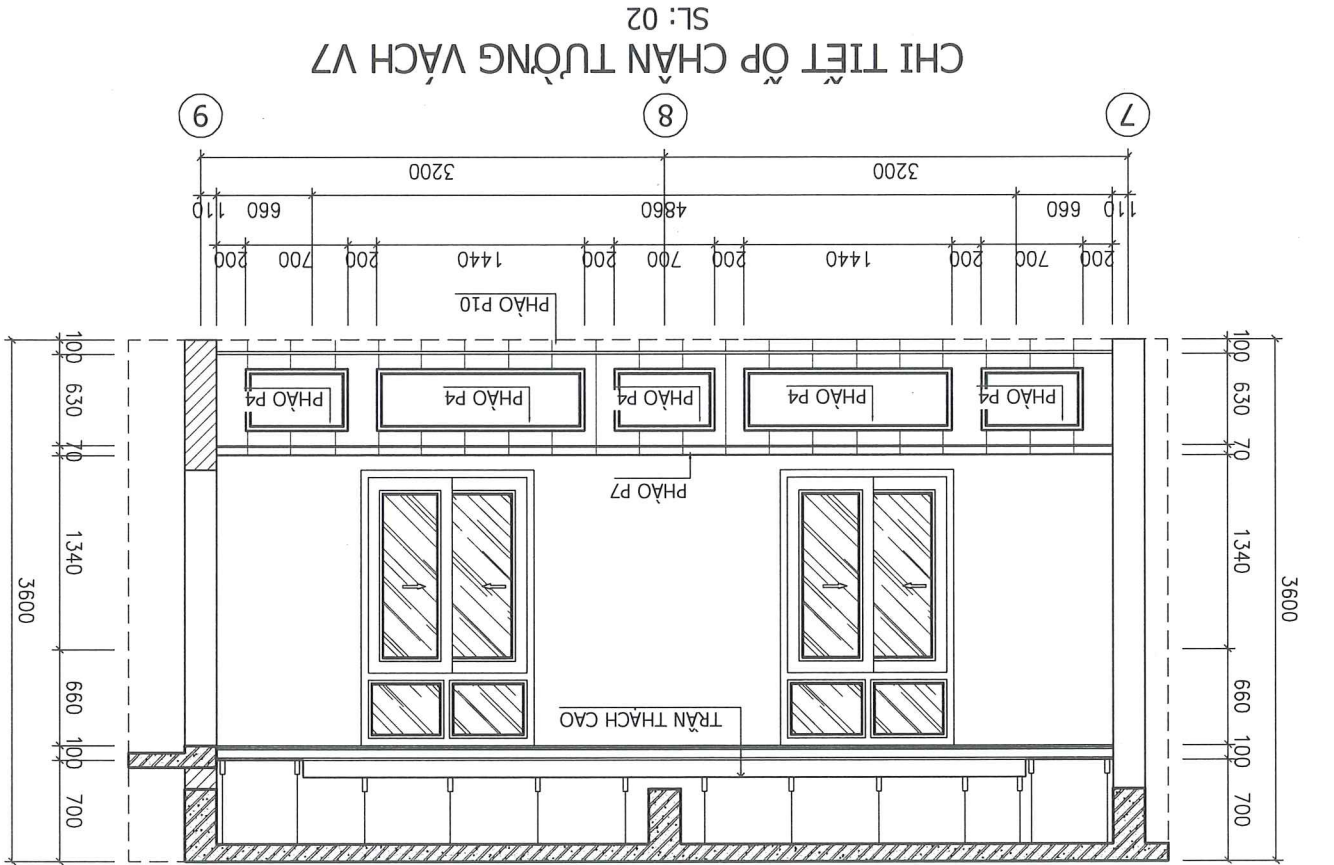 700
100
660
1340
70
630
100
3600
TRẦN THẠCH CAO
PHÀO P7
PHÀO P4
PHÀO P4
PHÀO P4
PHÀO P4
PHÀO P4
PHÀO P10
700
100
660
1340
70
630
100
3600
200 700 200 1440 200 700 200 1440 200 700 200
110 660 4860 660 110
3200 3200
7 8 9
CHI TIẾT ỐP CHÂN TƯỜNG VÁCH V7
SL: 02